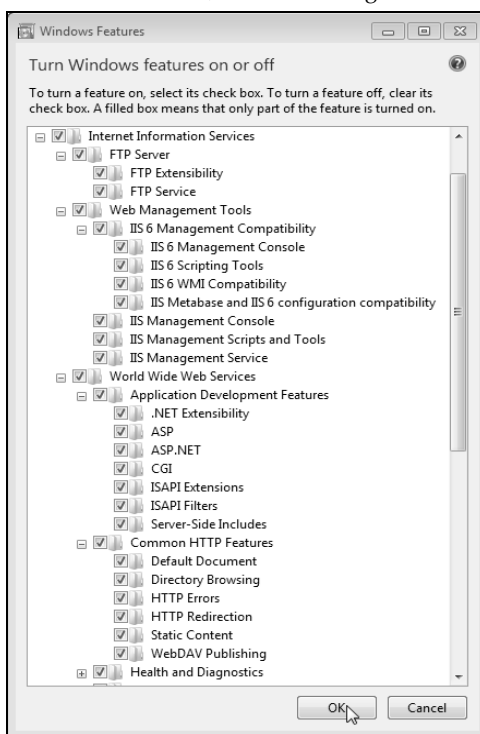 Windows Features
Turn Windows features on or off
To turn a feature on, select its check box. To turn a feature off, clear its
check box. A filled box means that only part of the feature is turned on.
Internet Information Services
FTP Server
FTP Extensibility
FTP Service
Web Management Tools
IIS 6 Management Compatibility
IIS 6 Management Console
IIS 6 Scripting Tools
IIS 6 WMI Compatibility
IIS Metabase and IIS 6 configuration compatibility
IIS Management Console
IIS Management Scripts and Tools
IIS Management Service
World Wide Web Services
Application Development Features
.NET Extensibility
ASP
ASP.NET
CGI
ISAPI Extensions
ISAPI Filters
Server-Side Includes
Common HTTP Features
Default Document
Directory Browsing
HTTP Errors
HTTP Redirection
Static Content
WebDAV Publishing
Health and Diagnostics
OK Cancel